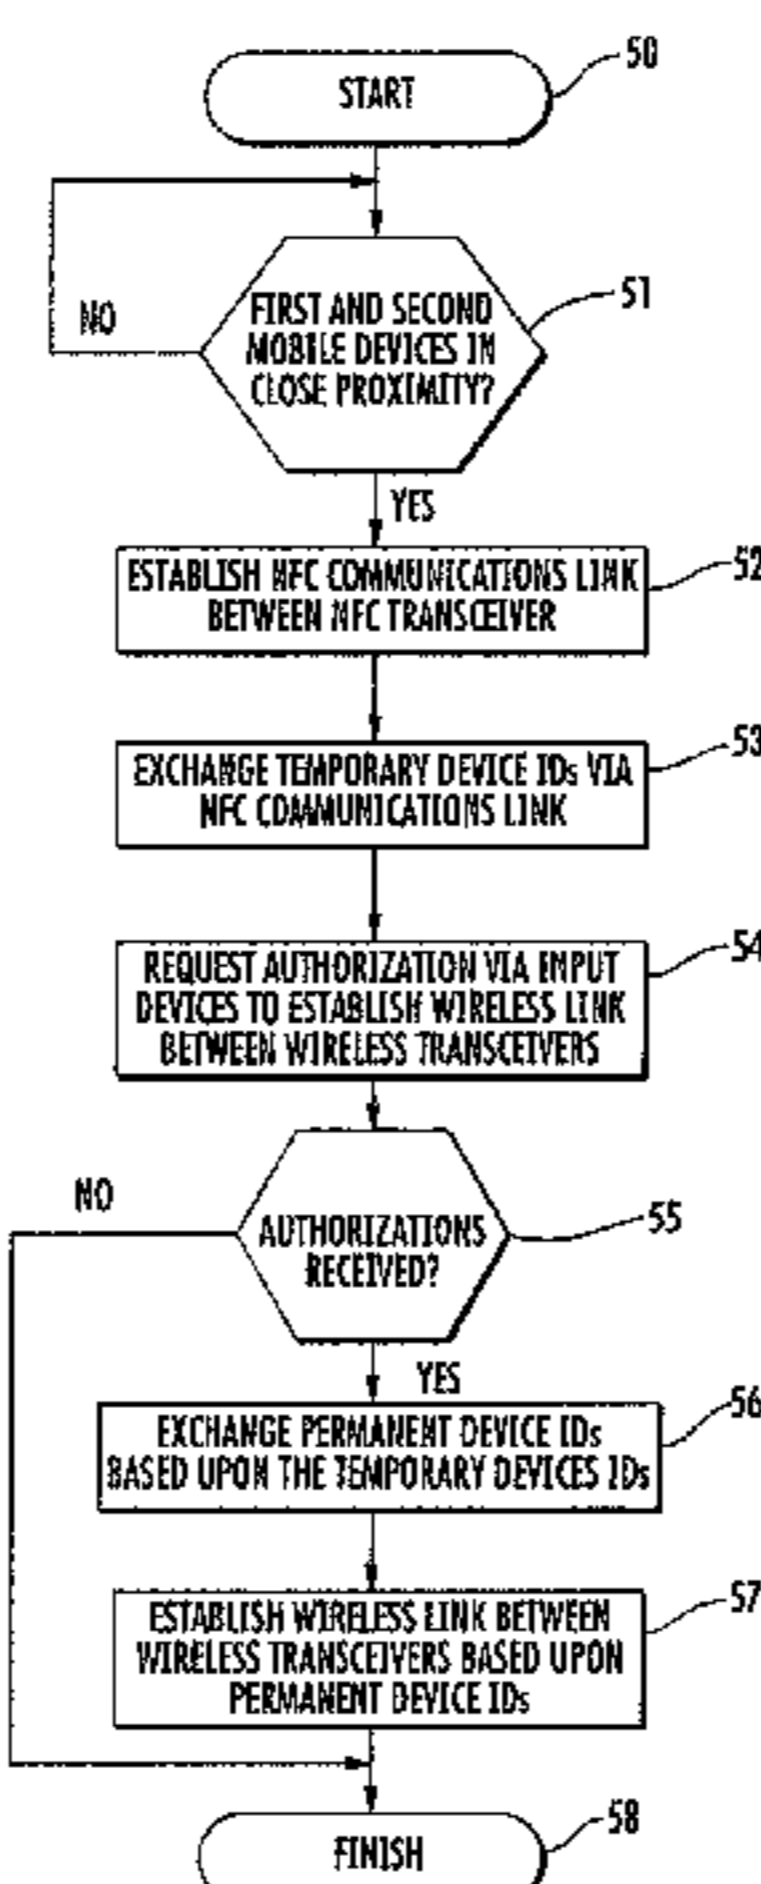 START
50
FIRST AND SECOND
MOBILE DEVICES IN
CLOSE PROXIMITY?
51
NO
YES
ESTABLISH NFC COMMUNICATIONS LINK
BETWEEN NFC TRANSCEIVER
52
EXCHANGE TEMPORARY DEVICE IDs VIA
NFC COMMUNICATIONS LINK
53
REQUEST AUTHORIZATION VIA INPUT
DEVICES TO ESTABLISH WIRELESS LINK
BETWEEN WIRELESS TRANSCEIVERS
54
NO
AUTHORIZATIONS
RECEIVED?
55
YES
EXCHANGE PERMANENT DEVICE IDs
BASED UPON THE TEMPORARY DEVICES IDs
56
ESTABLISH WIRELESS LINK BETWEEN
WIRELESS TRANSCEIVERS BASED UPON
PERMANENT DEVICE IDs
57
FINISH
58